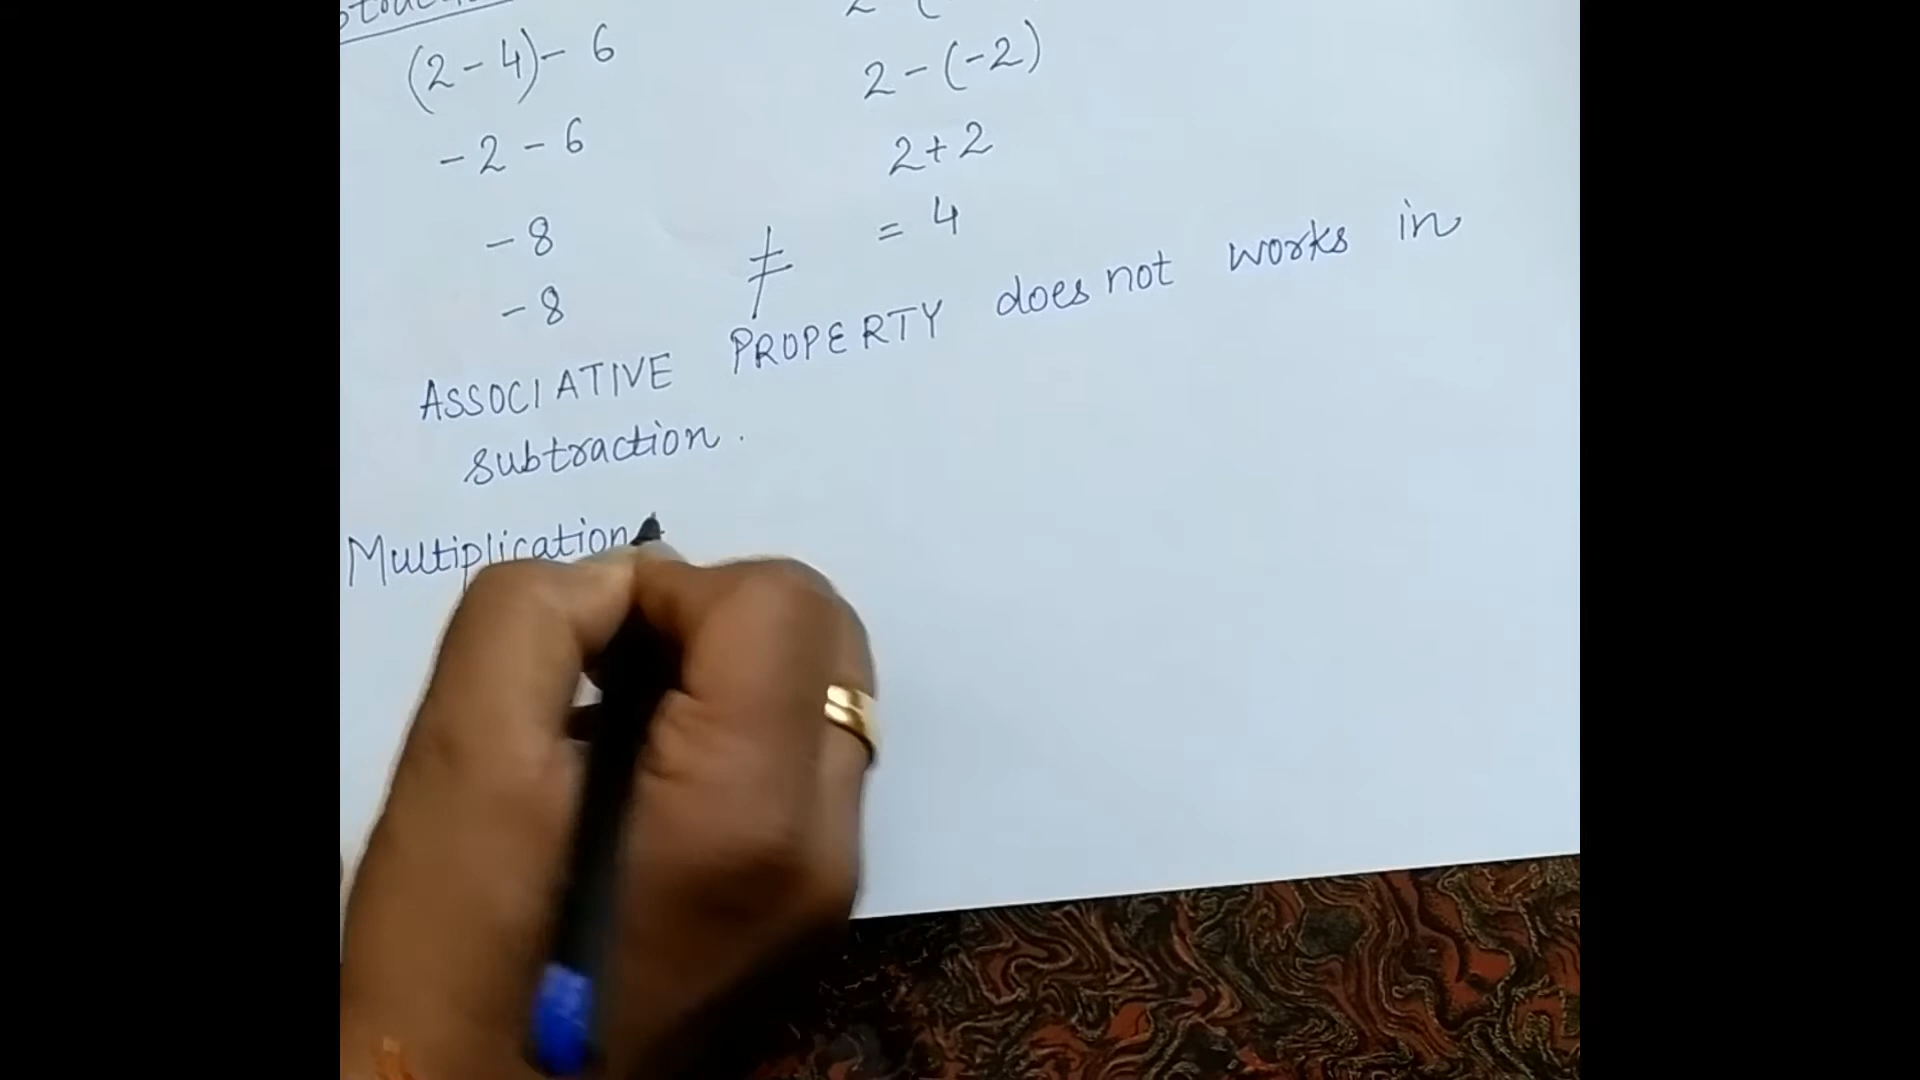 (2-4)- 6
-2 - 6
-8
-8
2-(-2)
2+2
= 4
≠
ASSOCIATIVE PROPERTY does not works in
subtraction.
Multiplication